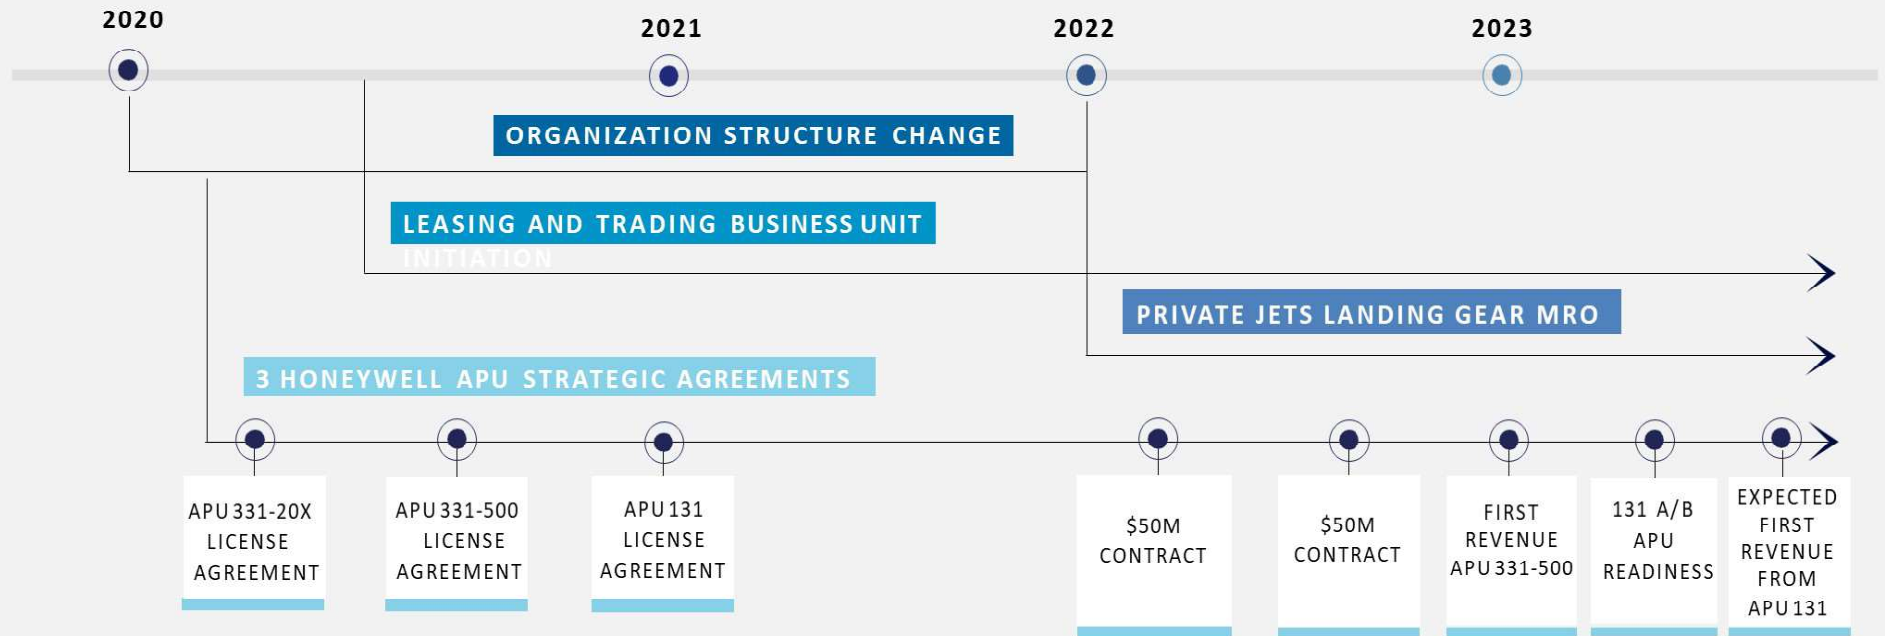 2020
2021
2022
2023
ORGANIZATION STRUCTURE CHANGE
LEASING AND TRADING BUSINESS UNIT
INITIATION
PRIVATE JETS LANDING GEAR MRO
3 HONEYWELL APU STRATEGIC AGREEMENTS
APU 331-20X
LICENSE
AGREEMENT
APU 331-500
LICENSE
AGREEMENT
APU 131
LICENSE
AGREEMENT
$50M
CONTRACT
$50M
CONTRACT
FIRST
REVENUE
APU 331-500
131 A/B
APU
READINESS
EXPECTED
FIRST
REVENUE
FROM
APU 131